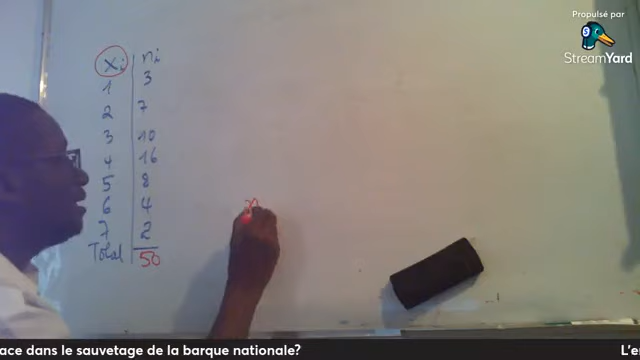 Propulsé par
StreamYard
xi ni
1 3
2 7
3 10
4 16
5 8
6 4
7 2
Total 50
ace dans le sauvetage de la barque nationale?
L'e